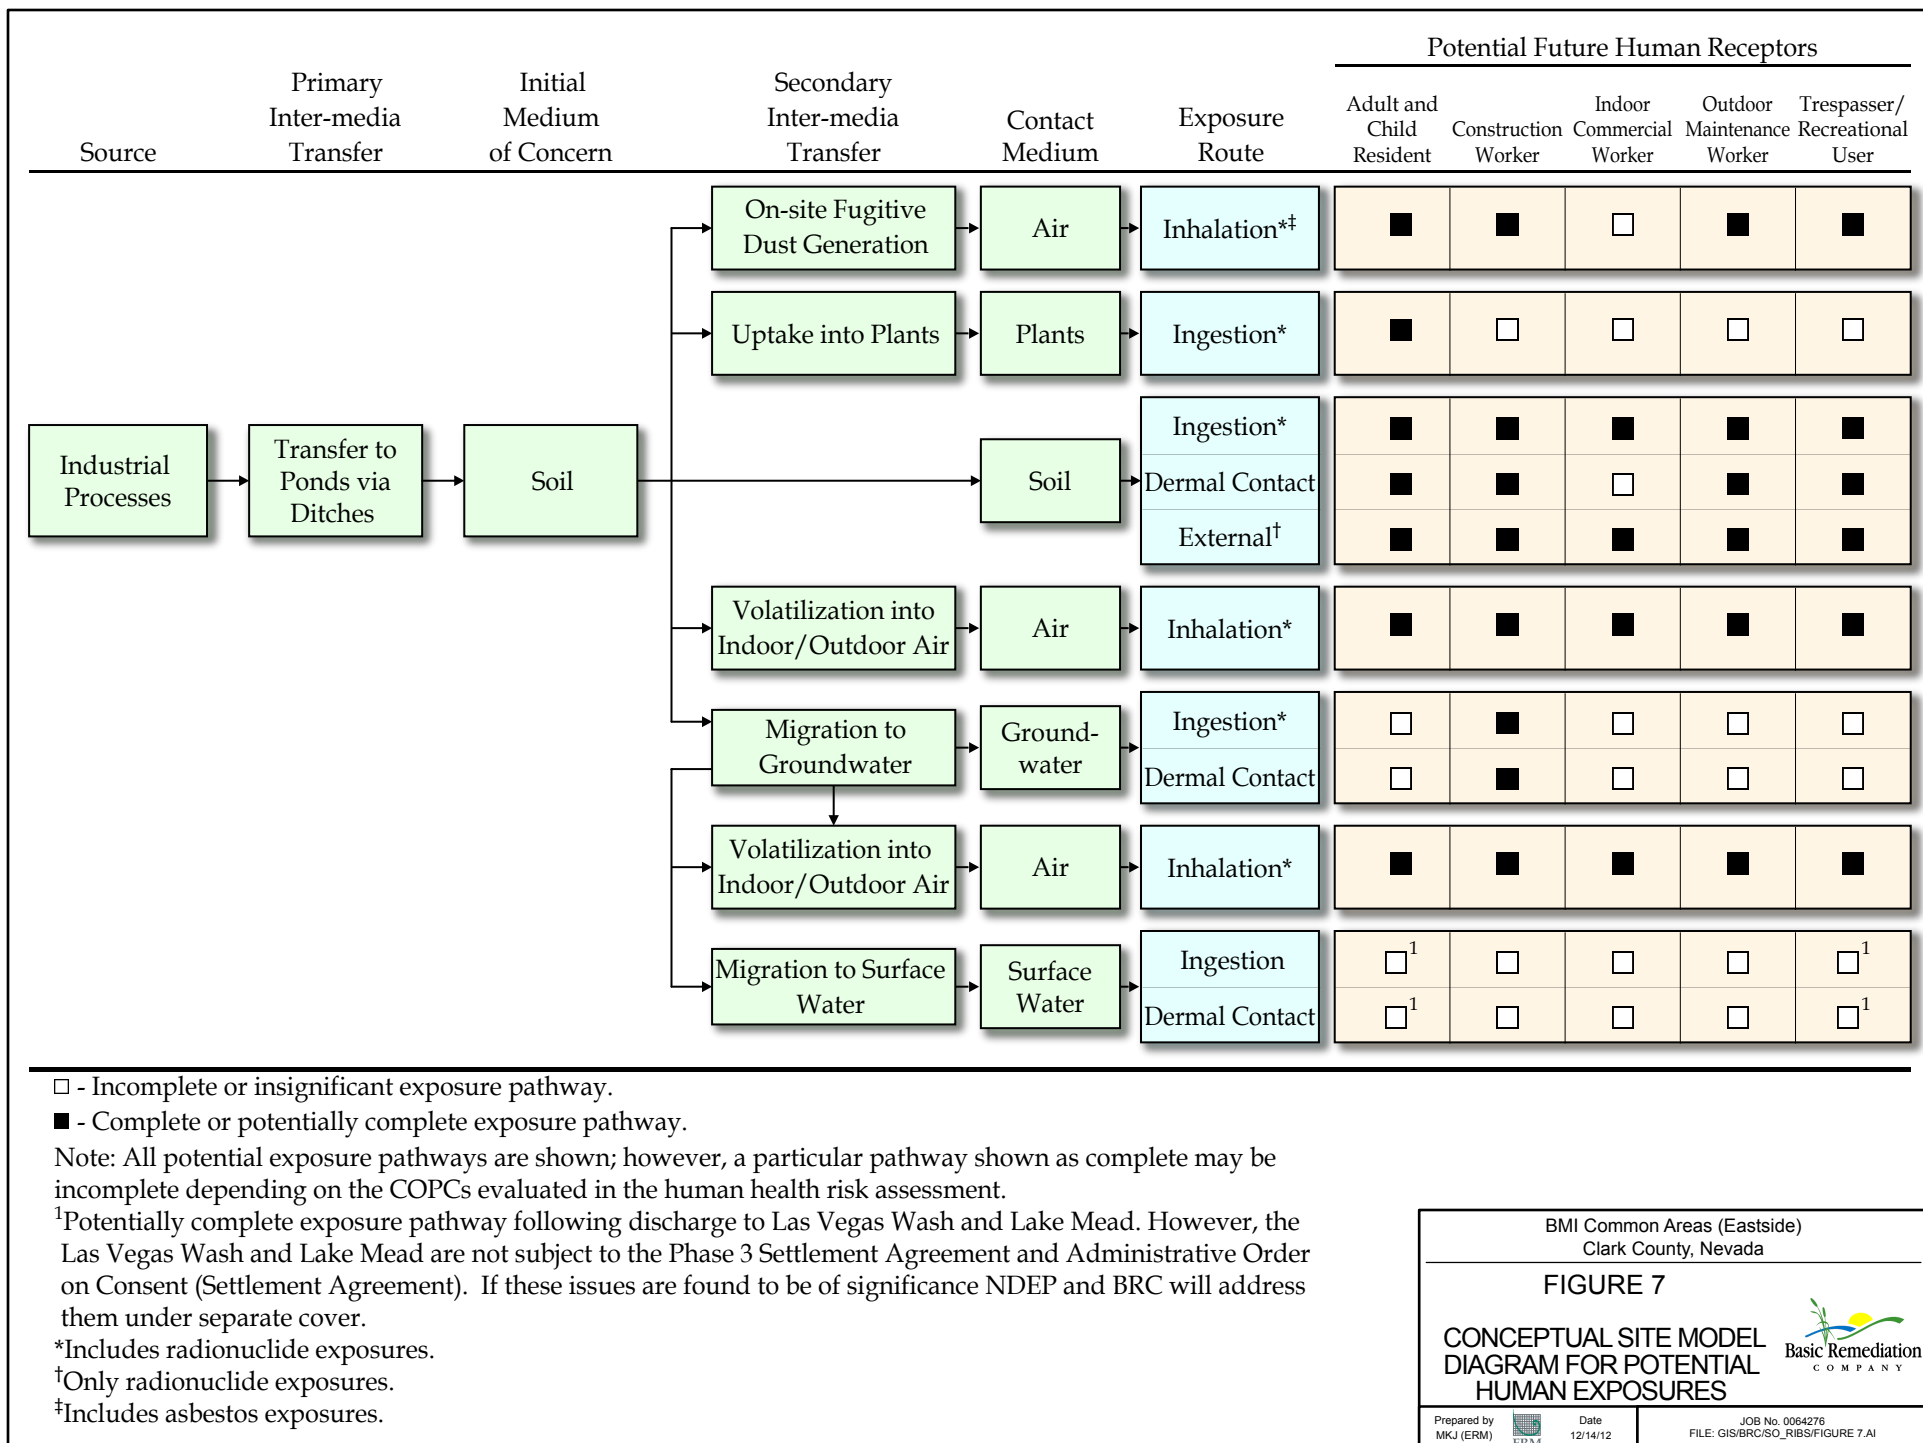 Potential Future Human Receptors
Source
Primary
Inter-media
Transfer
Initial
Medium
of Concern
Secondary
Inter-media
Transfer
Contact
Medium
Exposure
Route
Adult and
Child
Resident
Construction
Worker
Indoor
Commercial
Worker
Outdoor
Maintenance
Worker
Trespasser/
Recreational
User
On-site Fugitive
Dust Generation
Air
Inhalation*‡
Uptake into Plants
Plants
Ingestion*
Industrial
Processes
Transfer to
Ponds via
Ditches
Soil
Soil
Ingestion*
Dermal Contact
External†
Volatilization into
Indoor/Outdoor Air
Air
Inhalation*
Migration to
Groundwater
Ground-
water
Ingestion*
Dermal Contact
Volatilization into
Indoor/Outdoor Air
Air
Inhalation*
Migration to Surface
Water
Surface
Water
Ingestion
1
1
Dermal Contact
1
1
□ - Incomplete or insignificant exposure pathway.
■ - Complete or potentially complete exposure pathway.
Note: All potential exposure pathways are shown; however, a particular pathway shown as complete may be
incomplete depending on the COPCs evaluated in the human health risk assessment.
1Potentially complete exposure pathway following discharge to Las Vegas Wash and Lake Mead. However, the
Las Vegas Wash and Lake Mead are not subject to the Phase 3 Settlement Agreement and Administrative Order
on Consent (Settlement Agreement). If these issues are found to be of significance NDEP and BRC will address
them under separate cover.
*Includes radionuclide exposures.
†Only radionuclide exposures.
‡Includes asbestos exposures.
BMI Common Areas (Eastside)
Clark County, Nevada
FIGURE 7
CONCEPTUAL SITE MODEL
DIAGRAM FOR POTENTIAL
HUMAN EXPOSURES
Basic Remediation
COMPANY
Prepared by
MKJ (ERM)
ERM
Date
12/14/12
JOB No. 0064276
FILE: GIS/BRC/SO_RIBS/FIGURE 7.AI